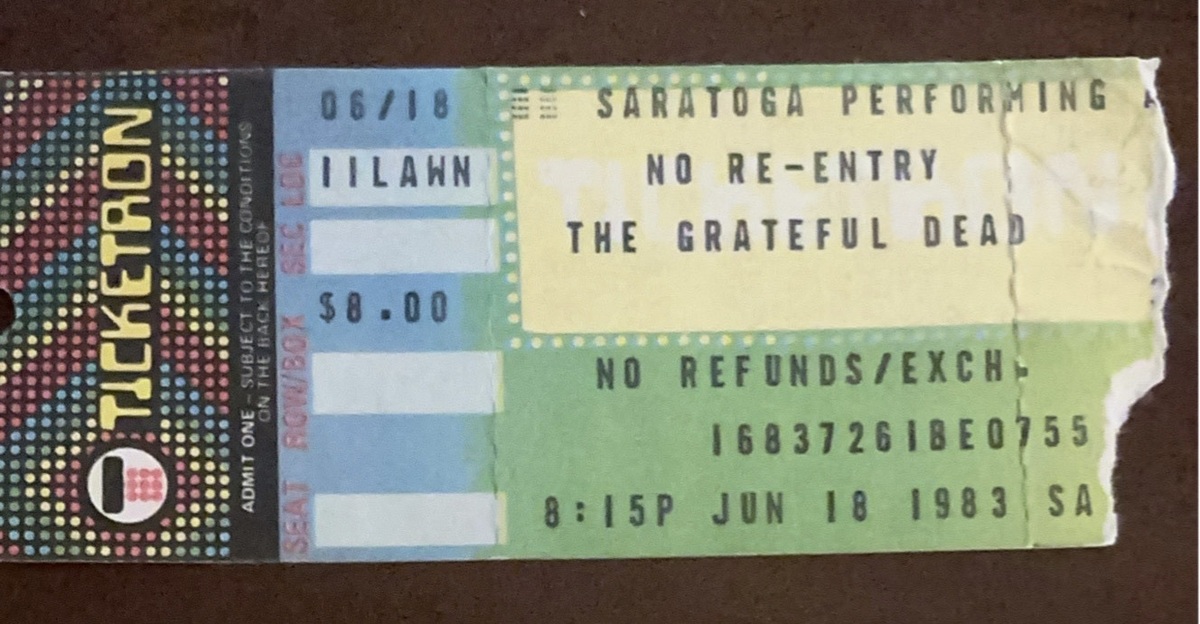 TICKETRON
ADMIT ONE - SUBJECT TO THE CONDITIONS
ON THE BACK HEREOF
SEAT ROW/BOX SEC LOC
06/18
IILAWN
$8.00
SARATOGA PERFORMING A
NO RE-ENTRY
THE GRATEFUL DEAD
NO REFUNDS/EXCH.
16837261BE0755
8:15P JUN 18 1983 SA